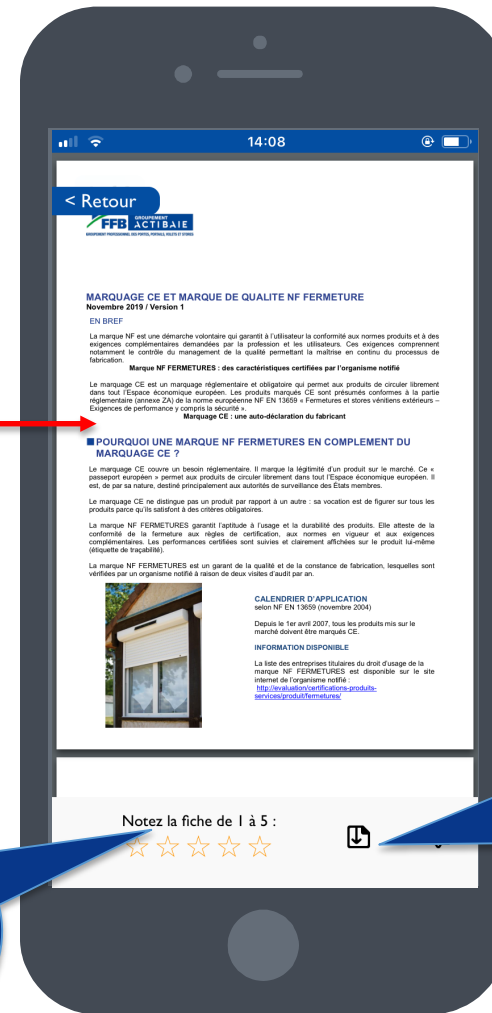 14:08
< Retour
FFB GROUPEMENT ACTIBAIE
GROUPEMENT PROFESSIONNEL DES PORTES, PORTAILS, VOLETS ET STORES
MARQUAGE CE ET MARQUE DE QUALITE NF FERMETURE
Novembre 2019 / Version 1
EN BREF
La marque NF est une démarche volontaire qui garantit à l'utilisateur la conformité aux normes produits et à des
exigences complémentaires demandées par la profession et les utilisateurs. Ces exigences comprennent
notamment le contrôle du management de la qualité permettant la maîtrise en continu du processus de
fabrication.
Marque NF FERMETURES : des caractéristiques certifiées par l'organisme notifié
Le marquage CE est un marquage réglementaire et obligatoire qui permet aux produits de circuler librement
dans tout l'Espace économique européen. Les produits marqués CE sont présumés conformes à la partie
réglementaire (annexe ZA) de la norme européenne NF EN 13659 « Fermetures et stores vénitiens extérieurs –
Exigences de performance y compris la sécurité ».
Marquage CE : une auto-déclaration du fabricant
POURQUOI UNE MARQUE NF FERMETURES EN COMPLEMENT DU
MARQUAGE CE ?
Le marquage CE couvre un besoin réglementaire. Il marque la légitimité d'un produit sur le marché. Ce «
passeport européen » permet aux produits de circuler librement dans tout l'Espace économique européen. Il
est, de par sa nature, destiné principalement aux autorités de surveillance des États membres.
Le marquage CE ne distingue pas un produit par rapport à un autre : sa vocation est de figurer sur tous les
produits parce qu'ils satisfont à des critères obligatoires.
La marque NF FERMETURES garantit l'aptitude à l'usage et la durabilité des produits. Elle atteste de la
conformité de la fermeture aux règles de certification, aux normes en vigueur et aux exigences
complémentaires. Les performances certifiées sont suivies et clairement affichées sur le produit lui-même
(étiquette de traçabilité).
La marque NF FERMETURES est un garant de la qualité et de la constance de fabrication, lesquelles sont
vérifiées par un organisme notifié à raison de deux visites d'audit par an.
CALENDRIER D'APPLICATION
selon NF EN 13659 (novembre 2004)
Depuis le 1er avril 2007, tous les produits mis sur le
marché doivent être marqués CE.
INFORMATION DISPONIBLE
La liste des entreprises titulaires du droit d'usage de la
marque NF FERMETURES est disponible sur le site
internet de l'organisme notifié :
http://evaluation/certifications-produits-
services/produit/fermetures/
Notez la fiche de 1 à 5 :